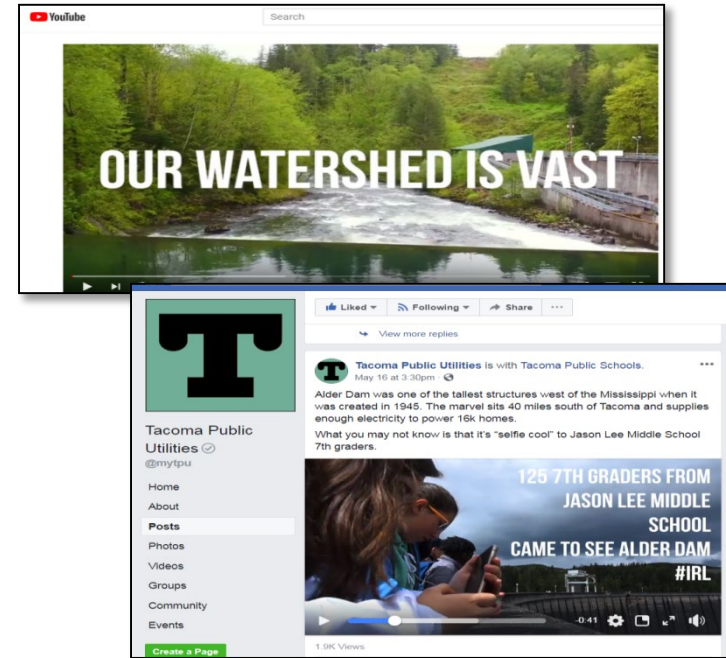 YouTube
Search
OUR WATERSHED IS VAST
Liked
Following
Share
...
View more replies
Tacoma Public Utilities is with Tacoma Public Schools.
May 16 at 3:30pm ·
Alder Dam was one of the tallest structures west of the Mississippi when it
was created in 1945. The marvel sits 40 miles south of Tacoma and supplies
enough electricity to power 16k homes.
What you may not know is that it's "selfie cool" to Jason Lee Middle School
7th graders.
T
Tacoma Public
Utilities
@mytpu
Home
About
Posts
Photos
Videos
Groups
Community
Events
Create a Page
125 7TH GRADERS FROM
JASON LEE MIDDLE
SCHOOL
CAME TO SEE ALDER DAM
#IRL
-0:41
1.9K Views